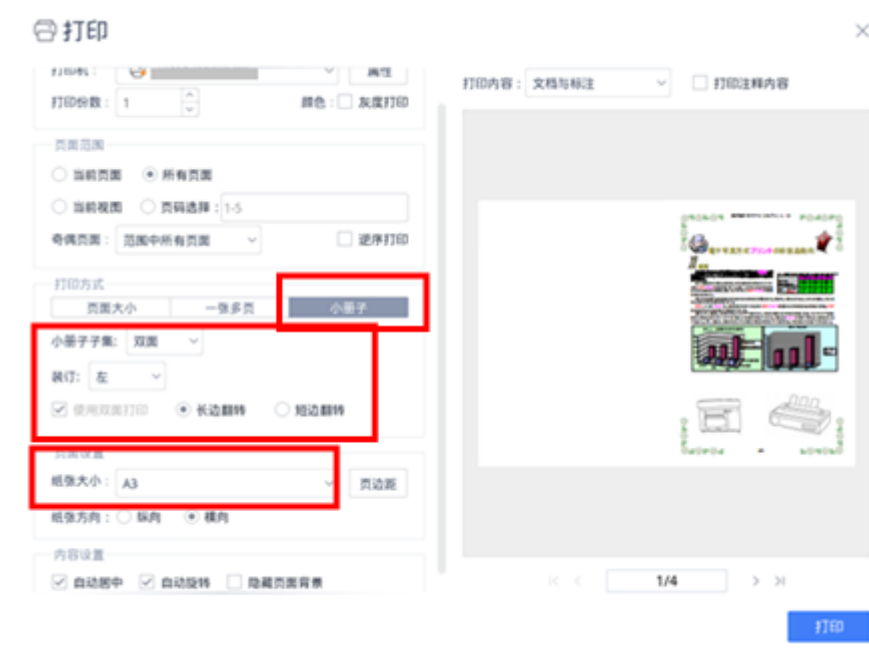 打印
打印机：
属性
打印份数：
1
颜色：
灰度打印
页面范围
当前页面
所有页面
当前视图
页码选择：
1-5
奇偶页面：
范围中所有页面
逆序打印
打印方式
页面大小
一张多页
小册子
小册子子集:
双面
装订:
左
使用双面打印
长边翻转
短边翻转
页面设置
纸张大小：
A3
页边距
纸张方向：
纵向
横向
内容设置
自动居中
自动旋转
隐藏页面背景
打印内容：
文档与标注
打印注释内容
1/4
打印